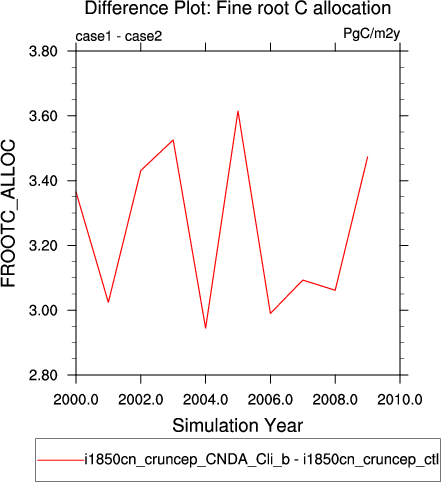 Difference Plot: Fine root C allocation
case1 - case2
PgC/m2y
3.80
3.60
3.40
3.20
3.00
2.80
FROOTC_ALLOC
2000.0 2002.0 2004.0 2006.0 2008.0 2010.0
Simulation Year
i1850cn_cruncep_CNDA_Cli_b - i1850cn_cruncep_ctl